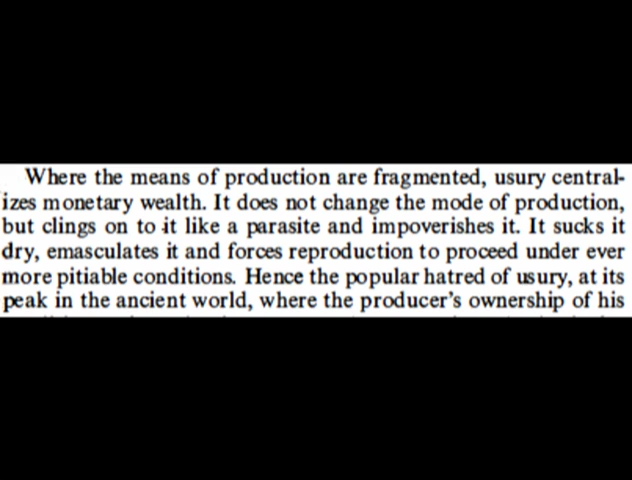 Where the means of production are fragmented, usury central-
izes monetary wealth. It does not change the mode of production,
but clings on to it like a parasite and impoverishes it. It sucks it
dry, emasculates it and forces reproduction to proceed under ever
more pitiable conditions. Hence the popular hatred of usury, at its
peak in the ancient world, where the producer's ownership of his